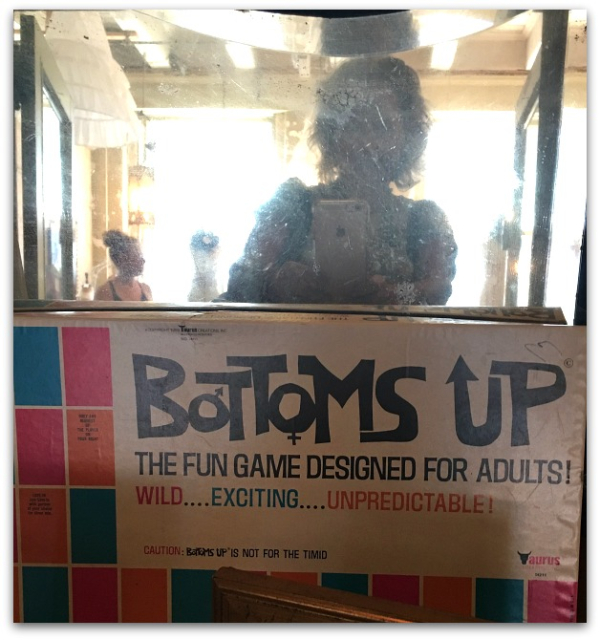 BOTTOMS UP
©
THE FUN GAME DESIGNED FOR ADULTS!
WILD....EXCITING....UNPREDICTABLE!
CAUTION: BOTTOMS UP IS NOT FOR THE TIMID
Taurus